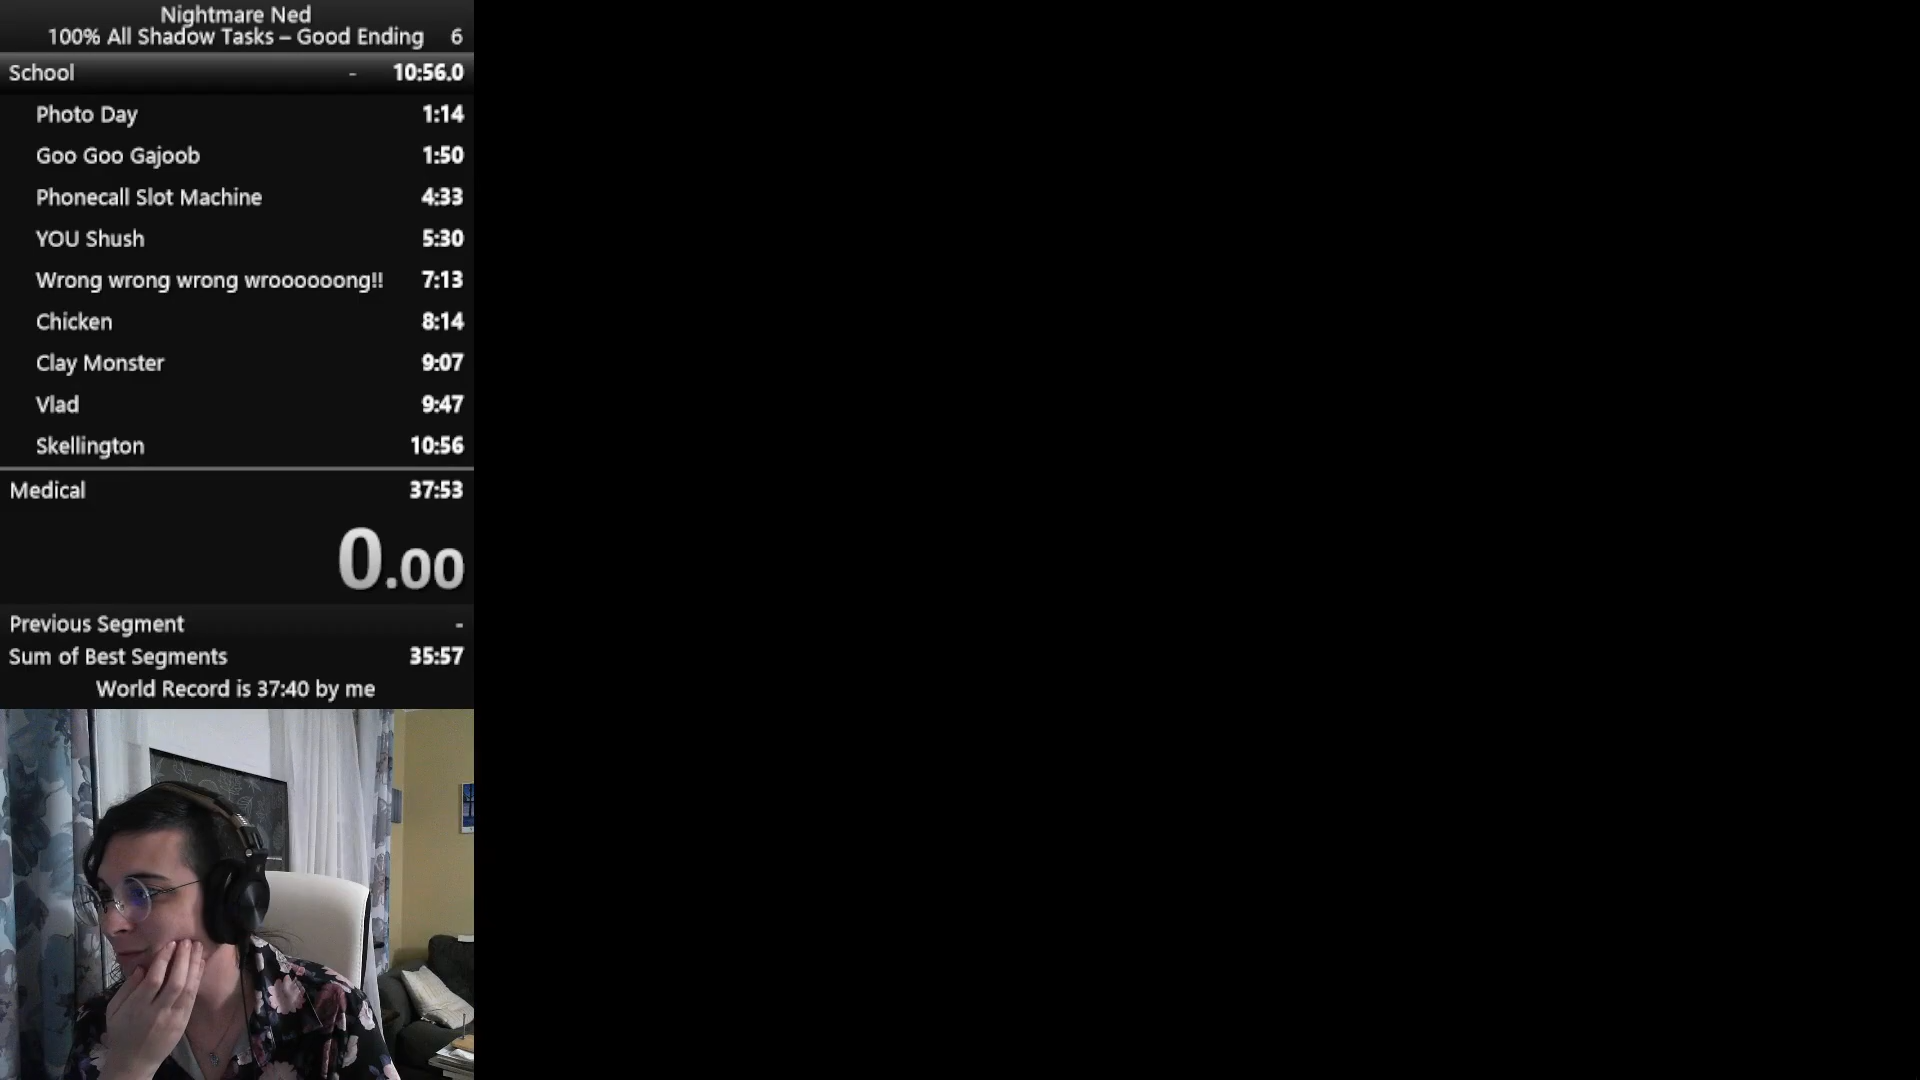 Nightmare Ned
100% All Shadow Tasks – Good Ending 6
School - 10:56.0
Photo Day 1:14
Goo Goo Gajoob 1:50
Phonecall Slot Machine 4:33
YOU Shush 5:30
Wrong wrong wrong wroooooong!! 7:13
Chicken 8:14
Clay Monster 9:07
Vlad 9:47
Skellington 10:56
Medical 37:53
0.00
Previous Segment -
Sum of Best Segments 35:57
World Record is 37:40 by me